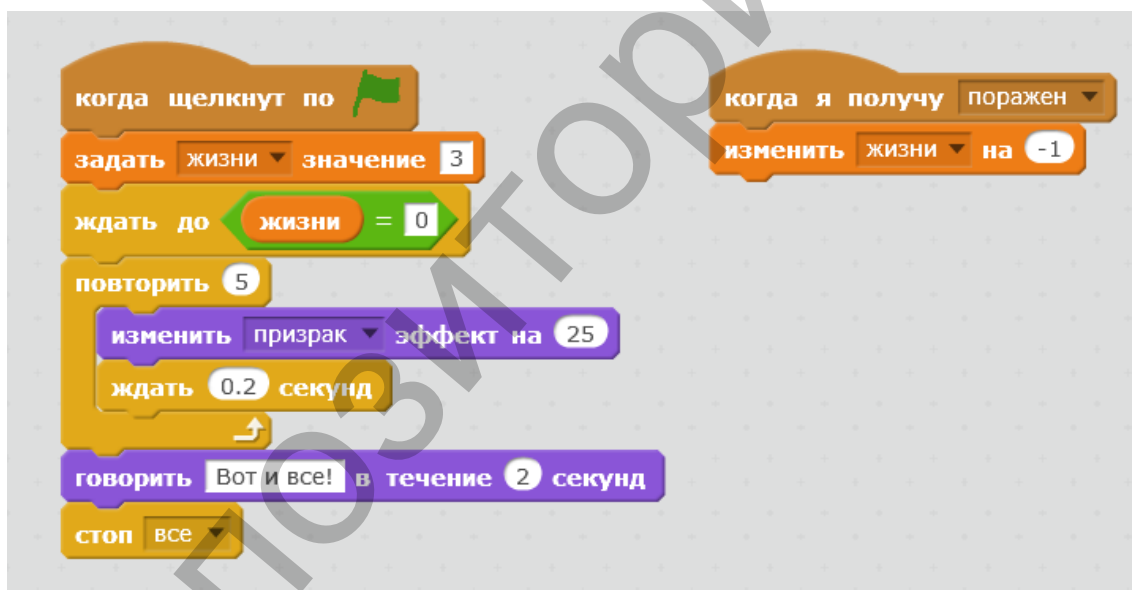 когда щелкнут по
задать жизни значение 3
ждать до жизни = 0
повторить 5
изменить призрак эффект на 25
ждать 0.2 секунд
говорить Вот и все! в течение 2 секунд
стоп все
когда я получу поражен
изменить жизни на -1
позитори